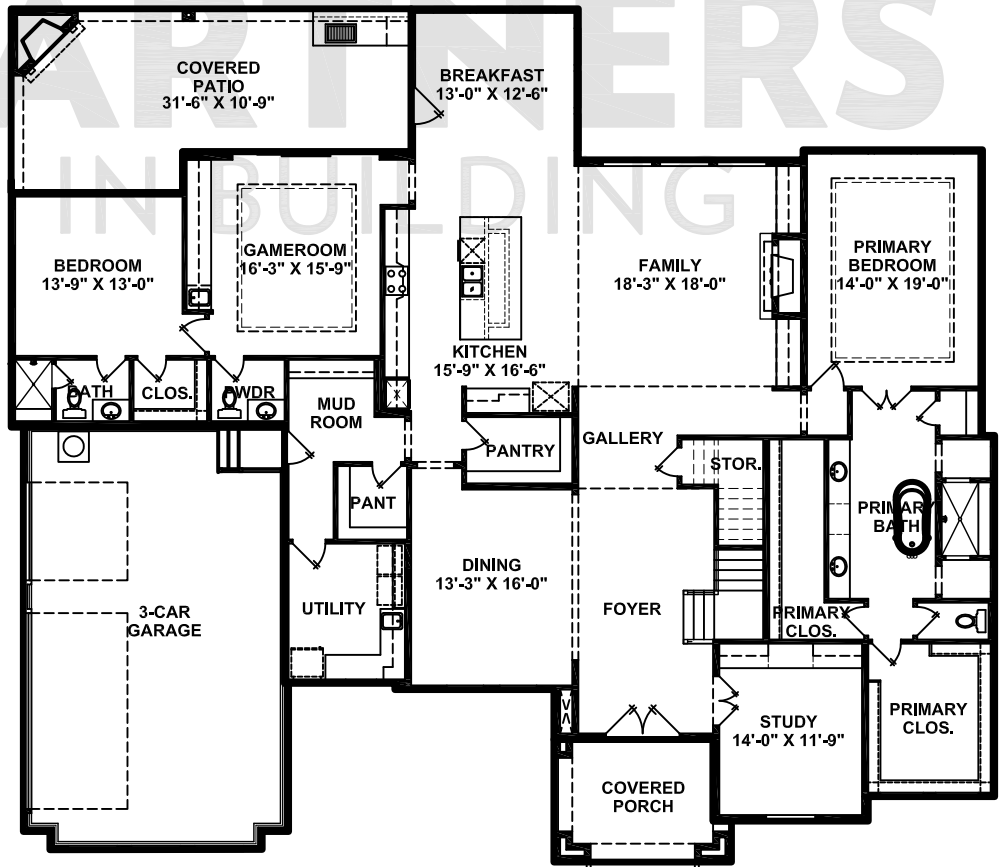 ARTNERS
IN BUILDING
COVERED
PATIO
31'-6" X 10'-9"
BREAKFAST
13'-0" X 12'-6"
BEDROOM
13'-9" X 13'-0"
GAMEROOM
16'-3" X 15'-9"
FAMILY
18'-3" X 18'-0"
PRIMARY
BEDROOM
14'-0" X 19'-0"
KITCHEN
15'-9" X 16'-6"
BATH
CLOS.
PWDR
MUD
ROOM
PANTRY
GALLERY
STOR.
PANT
PRIMARY
BATH
DINING
13'-3" X 16'-0"
3-CAR
GARAGE
UTILITY
FOYER
PRIMARY
CLOS.
STUDY
14'-0" X 11'-9"
PRIMARY
CLOS.
COVERED
PORCH